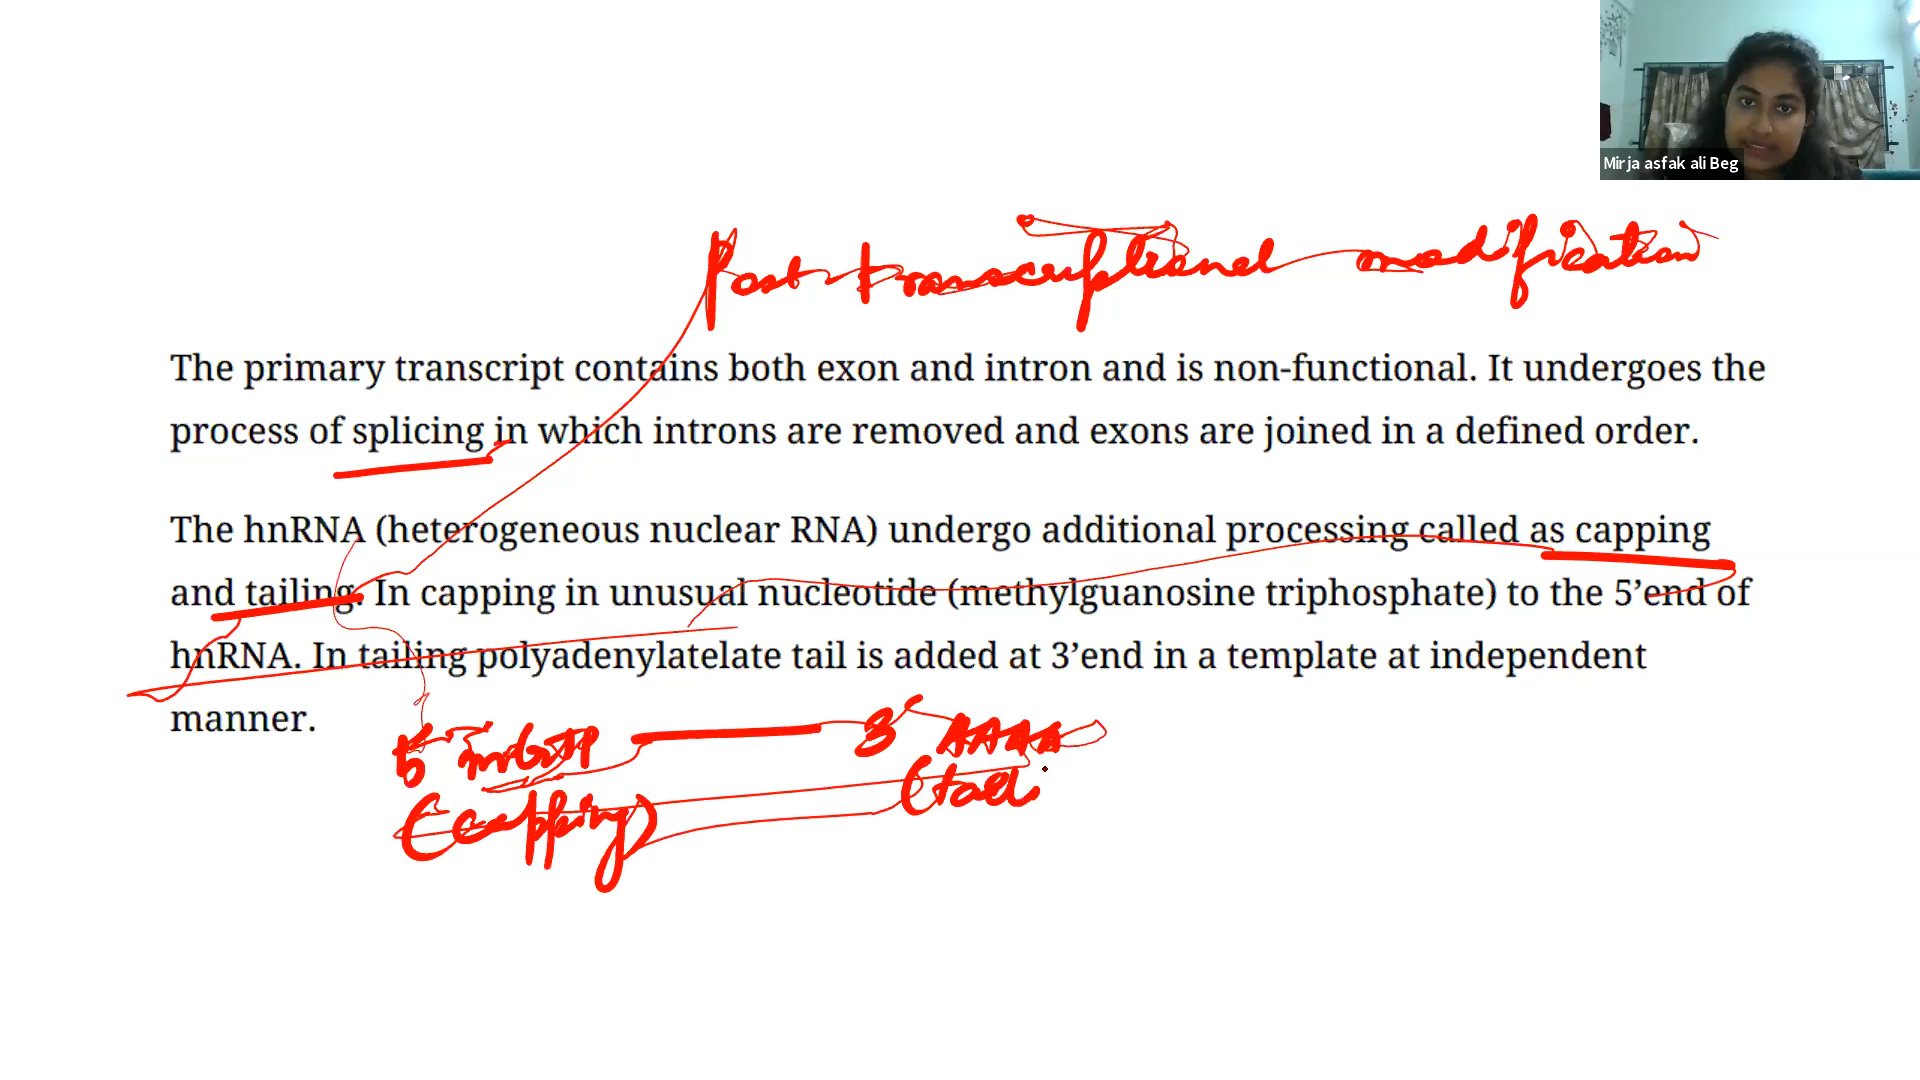 Mirja asfak ali Beg
Post-transcriptional modification
The primary transcript contains both exon and intron and is non-functional. It undergoes the
process of splicing in which introns are removed and exons are joined in a defined order.
The hnRNA (heterogeneous nuclear RNA) undergo additional processing called as capping
and tailing. In capping in unusual nucleotide (methylguanosine triphosphate) to the 5’end of
hnRNA. In tailing polyadenylatelate tail is added at 3’end in a template at independent
manner.
5' mGTP 3' AAAA
(capping) (tail